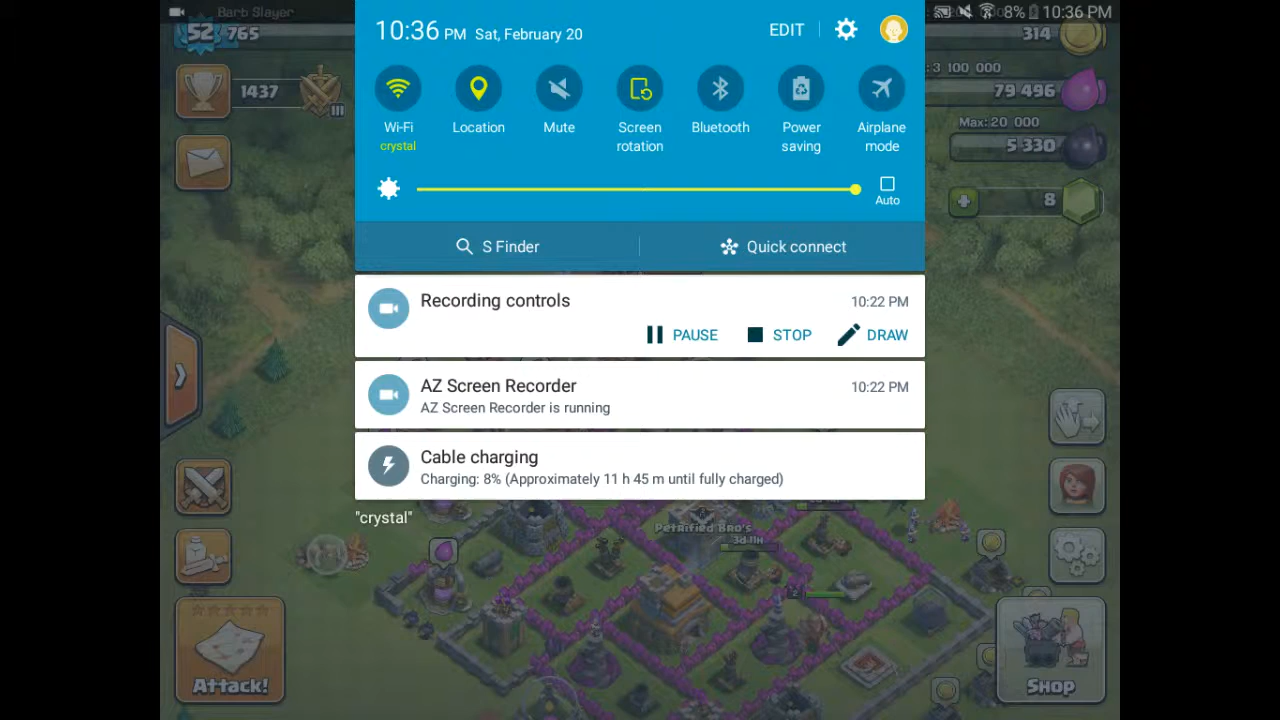 Barb Slayer
8% 10:36 PM
52 765
314
1437
: 3 100 000
79 496
Max: 20 000
5 330
8
10:36 PM Sat, February 20
EDIT
Wi-Fi
crystal
Location
Mute
Screen
rotation
Bluetooth
Power
saving
Airplane
mode
Auto
S Finder
Quick connect
Recording controls
10:22 PM
PAUSE
STOP
DRAW
AZ Screen Recorder
10:22 PM
AZ Screen Recorder is running
Cable charging
Charging: 8% (Approximately 11 h 45 m until fully charged)
"crystal"
Petrified Bro's
3d 11H
Attack!
Shop